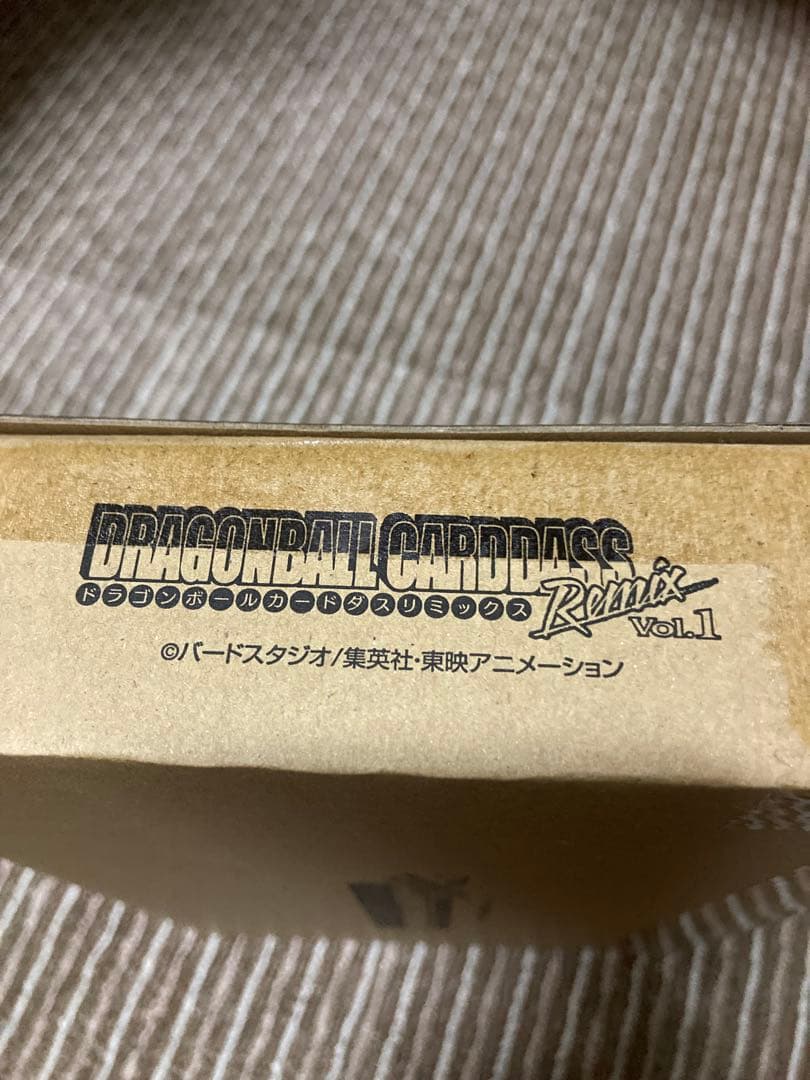 DRAGONBALL CARDDASS
ドラゴンボールカードダスリミックス Remix Vol.1
©バードスタジオ/集英社・東映アニメーション